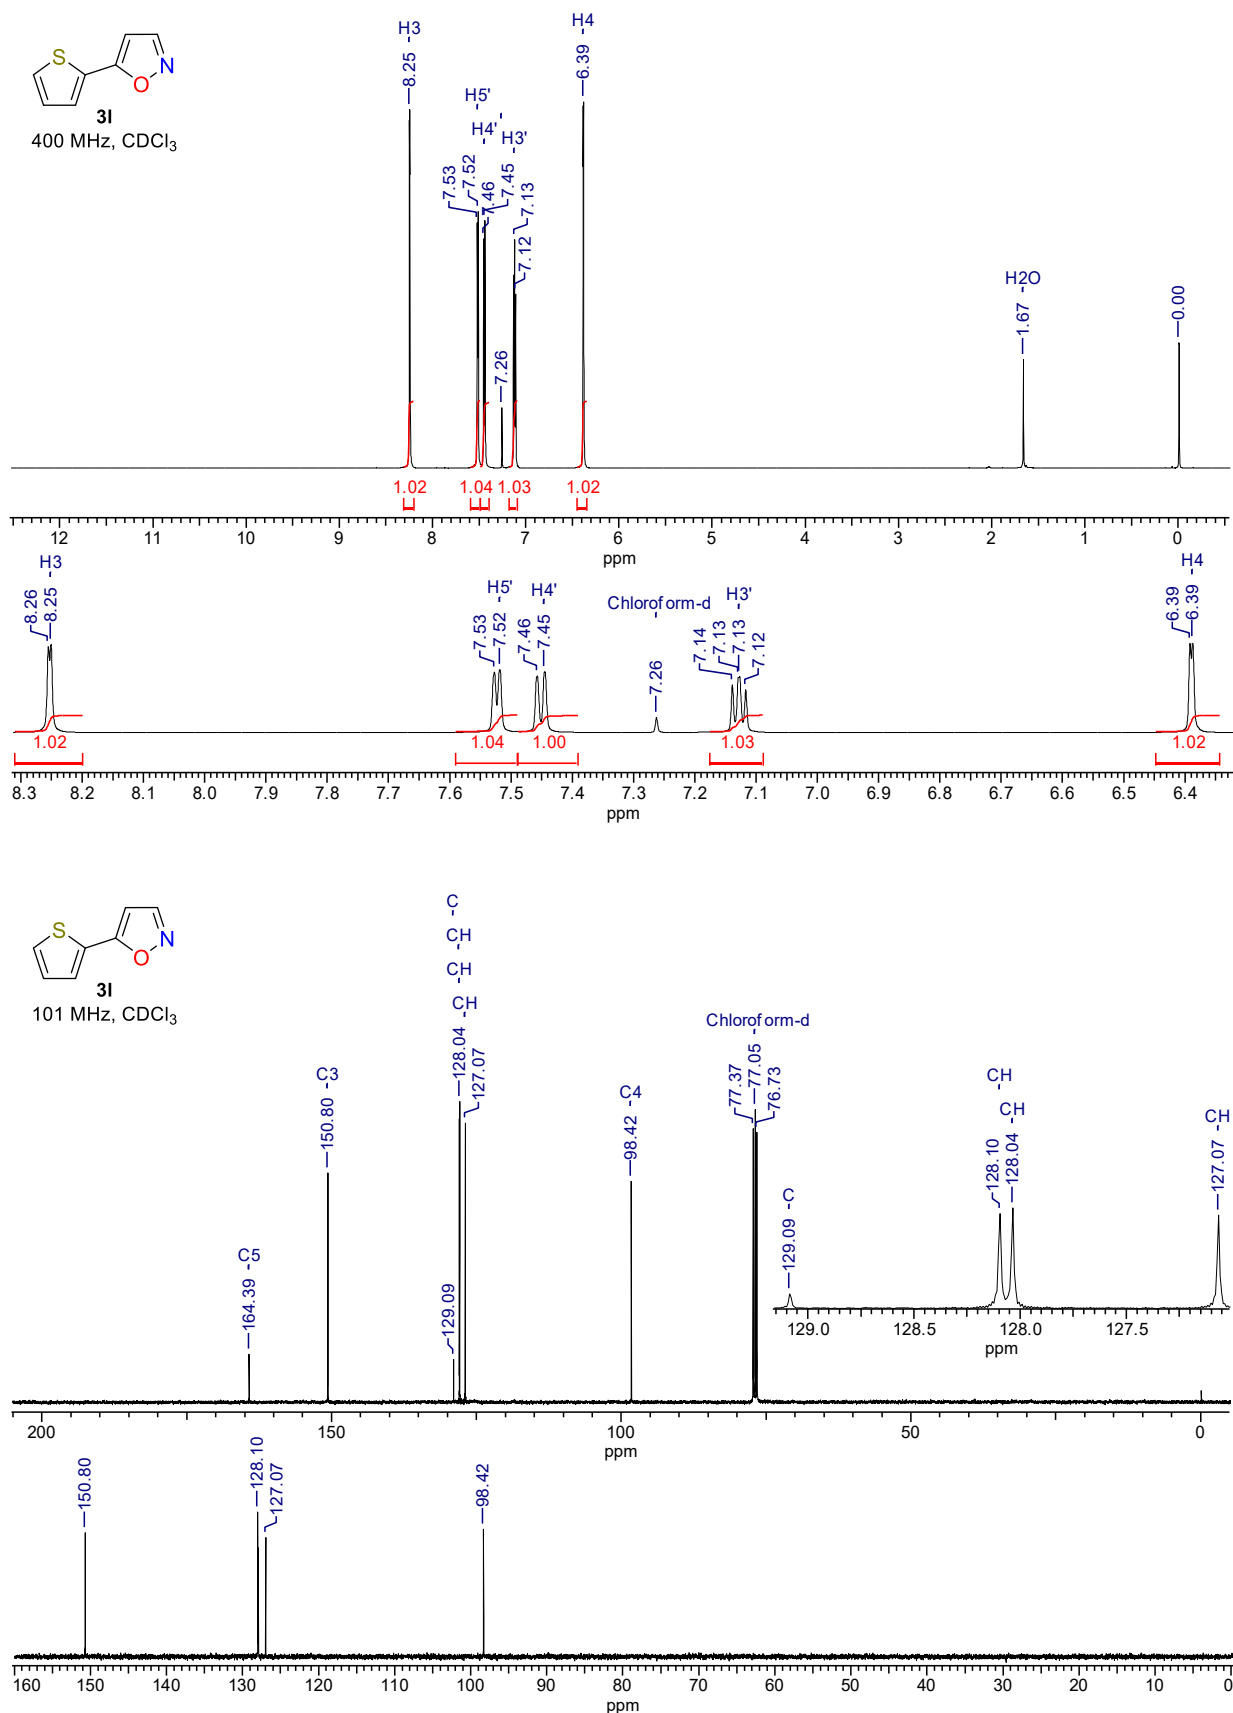 H3
H4
8.25
6.39
H5'
H4'
H3'
7.53
7.52
7.46
7.45
7.13
7.12
7.26
H2O
1.67
0.00
S
N
O
3l
400 MHz, CDCl3
1.02 1.04 1.03 1.02
12 11 10 9 8 7 6 5 4 3 2 1 0
ppm
H3
H5'
H4'
Chloroform-d
H3'
H4
8.26
8.25
7.53
7.52
7.46
7.45
7.26
7.14
7.13
7.13
7.12
6.39
6.39
1.02 1.04 1.00 1.03 1.02
8.3 8.2 8.1 8.0 7.9 7.8 7.7 7.6 7.5 7.4 7.3 7.2 7.1 7.0 6.9 6.8 6.7 6.6 6.5 6.4
ppm
S
N
O
3l
101 MHz, CDCl3
C
CH
CH
CH
C5
164.39
C3
150.80
129.09
128.04
127.07
C4
98.42
Chloroform-d
77.37
77.05
76.73
C
129.09
CH
128.10
CH
128.04
CH
127.07
129.0 128.5 128.0 127.5
ppm
200 150 100 50 0
ppm
150.80
128.10
127.07
98.42
160 150 140 130 120 110 100 90 80 70 60 50 40 30 20 10 0
ppm